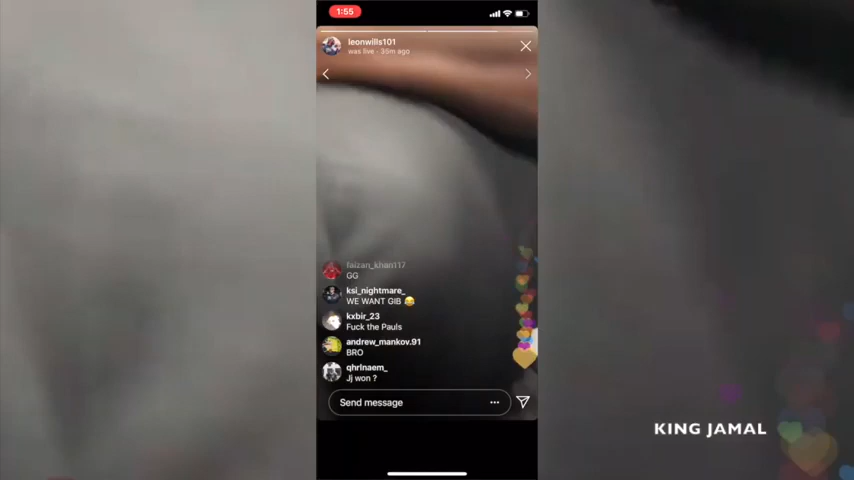 1:55
leonwills101
was live · 36m ago
faizan_khan117
GG
ksi_nightmare_
WE WANT GIB 😂
kxbir_23
Fuck the Pauls
andrew_mankov.91
BRO
qhrlnaem_
Jj won ?
Send message
KING JAMAL